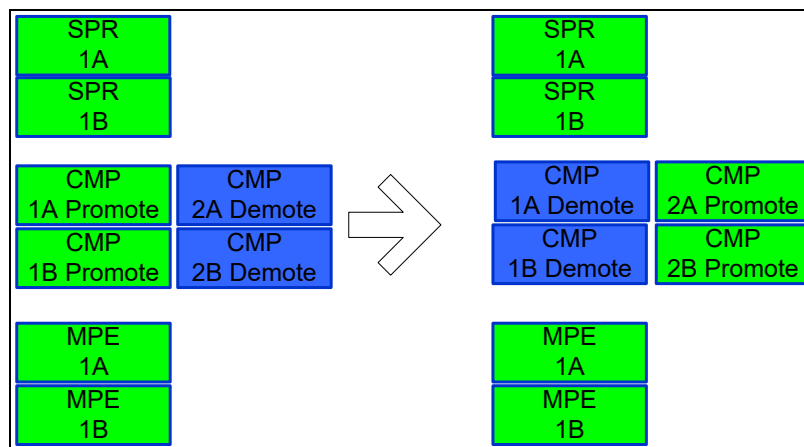 SPR
1A
SPR
1B
CMP
1A Promote
CMP
2A Demote
CMP
1B Promote
CMP
2B Demote
MPE
1A
MPE
1B
SPR
1A
SPR
1B
CMP
1A Demote
CMP
2A Promote
CMP
1B Demote
CMP
2B Promote
MPE
1A
MPE
1B